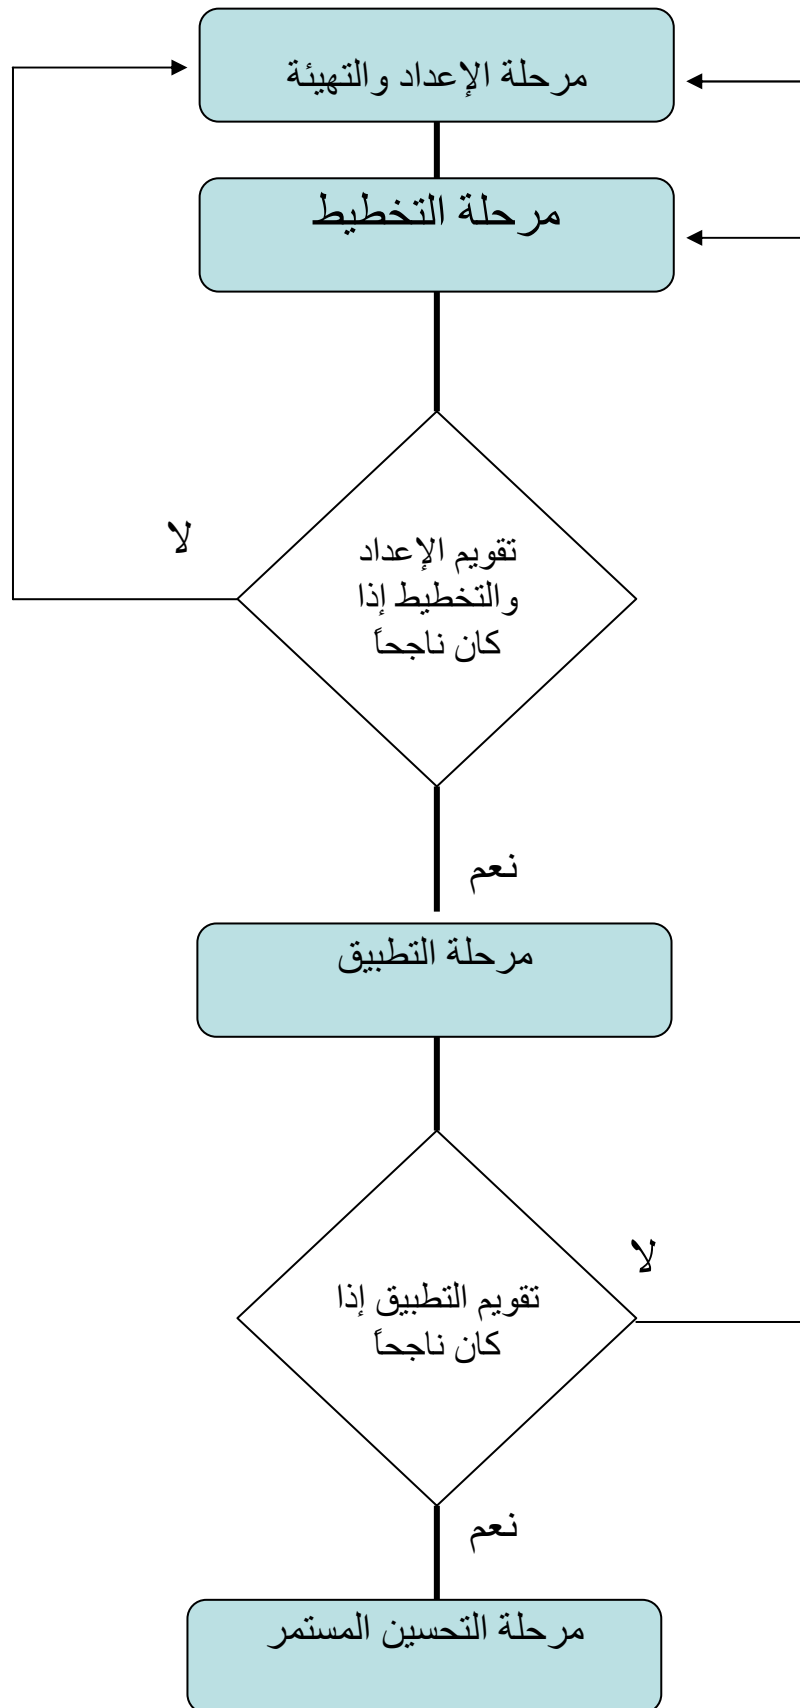 مرحلة الإعداد والتهيئة
مرحلة التخطيط
تقويم الإعداد
والتخطيط إذا
كان ناجحاً
لا
نعم
مرحلة التطبيق
تقويم التطبيق إذا
كان ناجحاً
لا
نعم
مرحلة التحسين المستمر